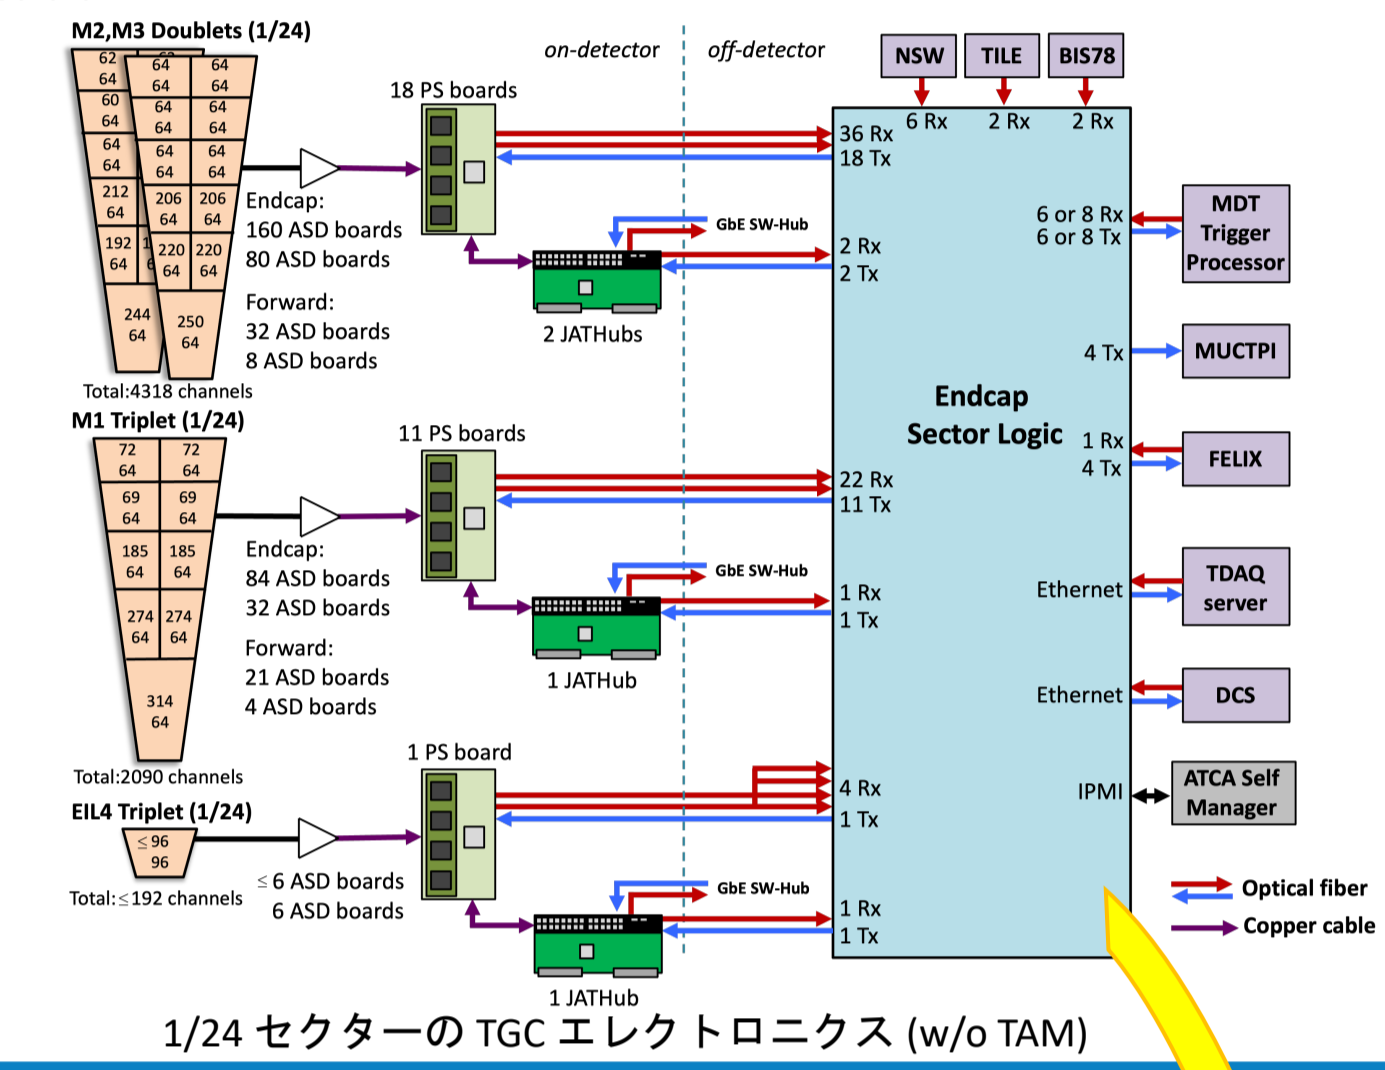 M2,M3 Doublets (1/24)
62
64
60
64
64
64
212
64
192
64
244
64
64 64
64 64
64 64
64 64
64 64
64 64
206 206
64 64
220 220
64 64
250
64
Total:4318 channels
Endcap:
160 ASD boards
80 ASD boards
Forward:
32 ASD boards
8 ASD boards
18 PS boards
on-detector
off-detector
GbE SW-Hub
2 JATHubs
M1 Triplet (1/24)
72 72
64 64
69 69
64 64
185 185
64 64
274 274
64 64
314
64
Total:2090 channels
Endcap:
84 ASD boards
32 ASD boards
Forward:
21 ASD boards
4 ASD boards
11 PS boards
GbE SW-Hub
1 JATHub
EIL4 Triplet (1/24)
≤96
96
Total:≤192 channels
≤6 ASD boards
6 ASD boards
1 PS board
GbE SW-Hub
1 JATHub
NSW
TILE
BIS78
6 Rx
2 Rx
2 Rx
36 Rx
18 Tx
2 Rx
2 Tx
22 Rx
11 Tx
1 Rx
1 Tx
4 Rx
1 Tx
1 Rx
1 Tx
Endcap
Sector Logic
6 or 8 Rx
6 or 8 Tx
MDT
Trigger
Processor
4 Tx
MUCTPI
1 Rx
4 Tx
FELIX
Ethernet
TDAQ
server
Ethernet
DCS
IPMI
ATCA Self
Manager
Optical fiber
Copper cable
1/24 セクターの TGC エレクトロニクス (w/o TAM)